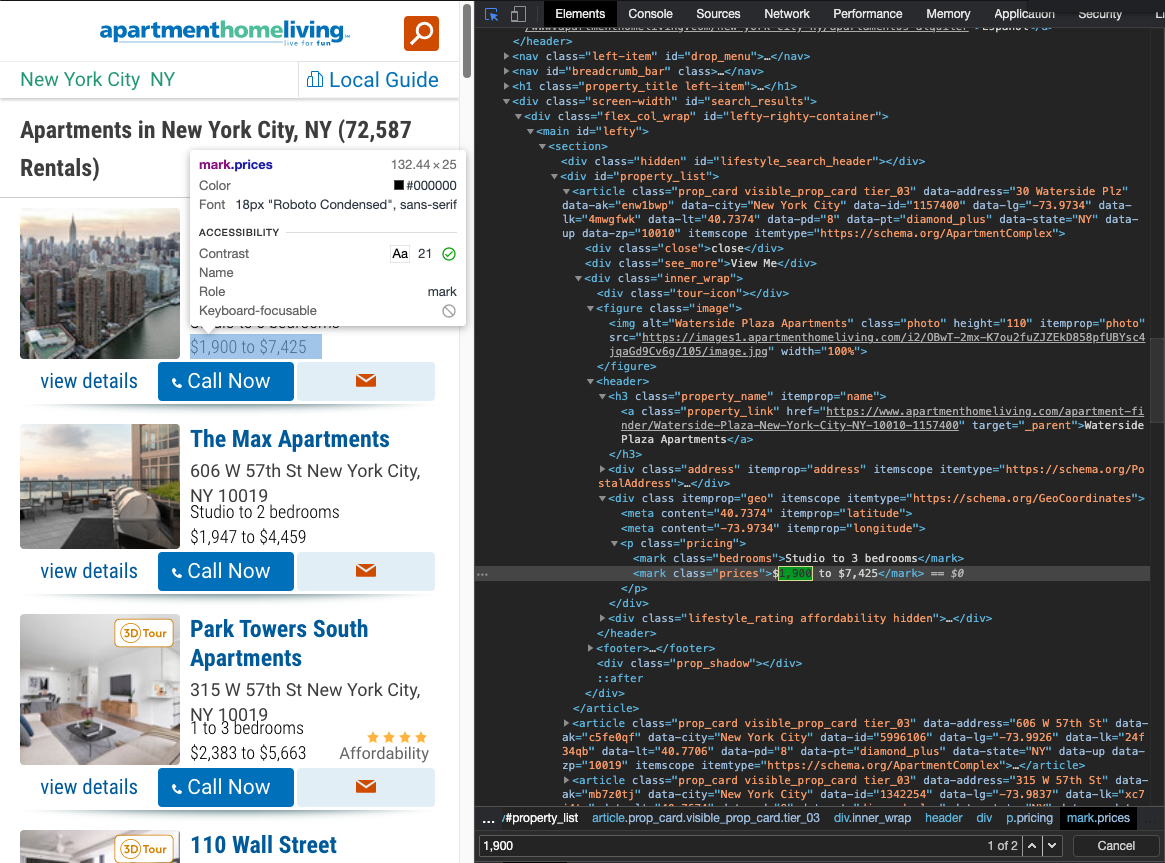 apartmenthomeliving™
live for fun
New York City NY
Local Guide
Apartments in New York City, NY (72,587
Rentals)
mark.prices 132.44 × 25
Color #000000
Font 18px "Roboto Condensed", sans-serif
ACCESSIBILITY
Contrast Aa 21
Name
Role mark
Keyboard-focusable
Studio to 3 bedrooms
$1,900 to $7,425
view details
Call Now
The Max Apartments
606 W 57th St New York City,
NY 10019
Studio to 2 bedrooms
$1,947 to $4,459
view details
Call Now
3D Tour
Park Towers South
Apartments
315 W 57th St New York City,
NY 10019
1 to 3 bedrooms
$2,383 to $5,663
Affordability
view details
Call Now
3D Tour
110 Wall Street
Elements Console Sources Network Performance Memory Application Security
</header>
<nav class="left-item" id="drop_menu">…</nav>
<nav id="breadcrumb_bar" class>…</nav>
<h1 class="property_title left-item">…</h1>
<div class="screen-width" id="search_results">
<div class="flex_col_wrap" id="lefty-righty-container">
<main id="lefty">
<section>
<div class="hidden" id="lifestyle_search_header"></div>
<div id="property_list">
<article class="prop_card visible_prop_card tier_03" data-address="30 Waterside Plz"
data-ak="enw1bwp" data-city="New York City" data-id="1157400" data-lg="-73.9734" data-
lk="4mwgfwk" data-lt="40.7374" data-pd="8" data-pt="diamond_plus" data-state="NY" data-
up data-zp="10010" itemscope itemtype="https://schema.org/ApartmentComplex">
<div class="close">close</div>
<div class="see_more">View Me</div>
<div class="inner_wrap">
<div class="tour-icon"></div>
<figure class="image">
<img alt="Waterside Plaza Apartments" class="photo" height="110" itemprop="photo"
src="https://images1.apartmenthomeliving.com/i2/OBwT-2mx-K7ou2fuZJZEkD858pfUBYsc4
jqaGd9Cv6g/105/image.jpg" width="100%">
</figure>
<header>
<h3 class="property_name" itemprop="name">
<a class="property_link" href="https://www.apartmenthomeliving.com/apartment-fi
nder/Waterside-Plaza-New-York-City-NY-10010-1157400" target="_parent">Waterside
Plaza Apartments</a>
</h3>
<div class="address" itemprop="address" itemscope itemtype="https://schema.org/Po
stalAddress">…</div>
<div class itemprop="geo" itemscope itemtype="https://schema.org/GeoCoordinates">
<meta content="40.7374" itemprop="latitude">
<meta content="-73.9734" itemprop="longitude">
<p class="pricing">
<mark class="bedrooms">Studio to 3 bedrooms</mark>
… <mark class="prices">$1,900 to $7,425</mark> == $0
</p>
</div>
<div class="lifestyle_rating affordability hidden">…</div>
</header>
<footer>…</footer>
<div class="prop_shadow"></div>
::after
</div>
</article>
<article class="prop_card visible_prop_card tier_03" data-address="606 W 57th St" data-
ak="c5fe0qf" data-city="New York City" data-id="5996106" data-lg="-73.9926" data-lk="24f
34qb" data-lt="40.7706" data-pd="8" data-pt="diamond_plus" data-state="NY" data-up data-
zp="10019" itemscope itemtype="https://schema.org/ApartmentComplex">…</article>
<article class="prop_card visible_prop_card tier_03" data-address="315 W 57th St" data-
ak="mb7z0tj" data-city="New York City" data-id="1342254" data-lg="-73.9837" data-lk="xc7
… /#property_list article.prop_card.visible_prop_card.tier_03 div.inner_wrap header div p.pricing mark.prices
1,900 1 of 2 Cancel